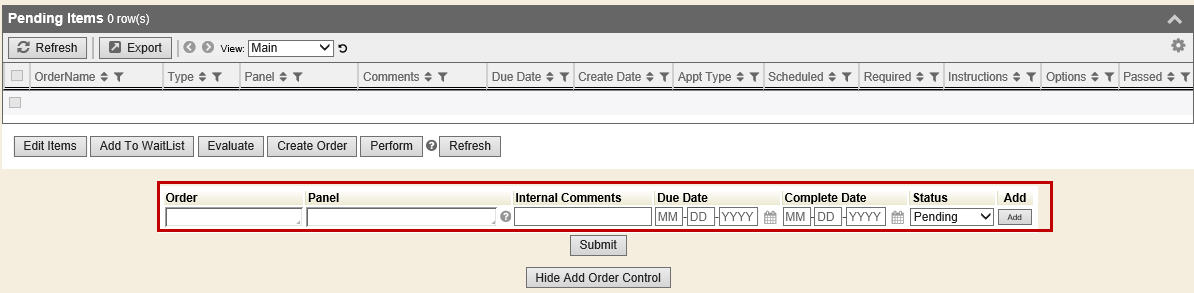 Pending Items 0 row(s)
Refresh Export View: Main
OrderName Type Panel Comments Due Date Create Date Appt Type Scheduled Required Instructions Options Passed
Edit Items Add To WaitList Evaluate Create Order Perform ? Refresh
Order Panel Internal Comments Due Date Complete Date Status Add
? MM - DD - YYYY MM - DD - YYYY Pending Add
Submit
Hide Add Order Control